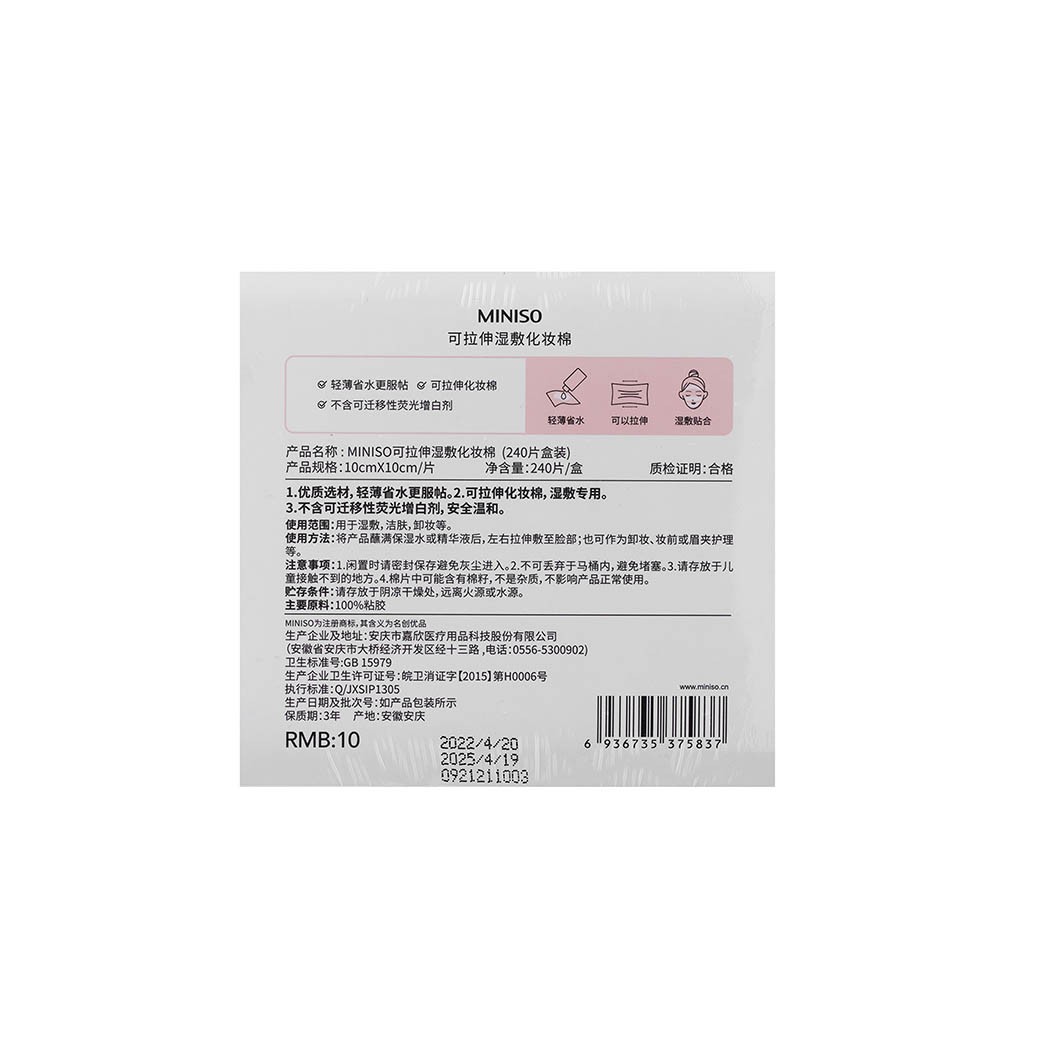 MINISO
可拉伸湿敷化妆棉
轻薄省水更服帖 可拉伸化妆棉
不含可迁移性荧光增白剂
轻薄省水 可以拉伸 湿敷贴合
产品名称：MINISO可拉伸湿敷化妆棉（240片盒装）
产品规格：10cmX10cm/片 净含量：240片/盒 质检证明：合格
1.优质选材，轻薄省水更服帖。2.可拉伸化妆棉，湿敷专用。
3.不含可迁移性荧光增白剂，安全温和。
使用范围：用于湿敷，洁肤，卸妆等。
使用方法：将产品蘸满保湿水或精华液后，左右拉伸敷至脸部；也可作为卸妆、妆前或眉夹护理
等。
注意事项：1.闲置时请密封保存避免灰尘进入。2.不可丢弃于马桶内，避免堵塞。3.请存放于儿
童接触不到的地方。4.棉片中可能含有棉籽，不是杂质，不影响产品正常使用。
贮存条件：请存放于阴凉干燥处，远离火源或水源。
主要原料：100%粘胶
MINISO为注册商标，其含义为名创优品
生产企业及地址：安庆市嘉欣医疗用品科技股份有限公司
(安徽省安庆市大桥经济开发区经十三路，电话：0556-5300902)
卫生标准号：GB 15979
生产企业卫生许可证号：皖卫消证字【2015】第H0006号
执行标准：Q/JXSIP1305
www.miniso.cn
生产日期及批次号：如产品包装所示
保质期：3年 产地：安徽安庆
RMB:10
2022/4/20
2025/4/19
0921211003
6 936735 375837